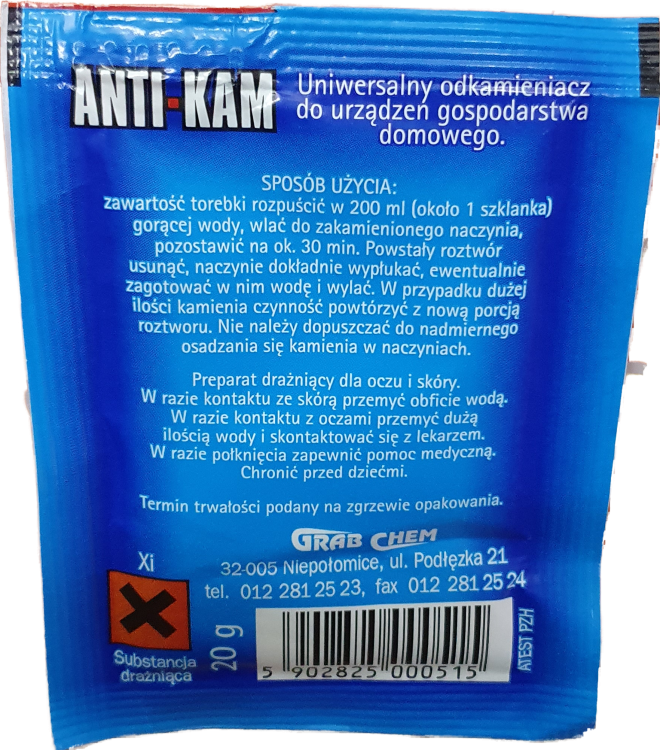 ANTI-KAM
Uniwersalny odkamieniacz
do urządzeń gospodarstwa
domowego.
SPOSÓB UŻYCIA:
zawartość torebki rozpuścić w 200 ml (około 1 szklanka)
gorącej wody, wlać do zakamienionego naczynia,
pozostawić na ok. 30 min. Powstały roztwór
usunąć, naczynie dokładnie wypłukać, ewentualnie
zagotować w nim wodę i wylać. W przypadku dużej
ilości kamienia czynność powtórzyć z nową porcją
roztworu. Nie należy dopuszczać do nadmiernego
osadzania się kamienia w naczyniach.
Preparat drażniący dla oczu i skóry.
W razie kontaktu ze skórą przemyć obficie wodą.
W razie kontaktu z oczami przemyć dużą
ilością wody i skontaktować się z lekarzem.
W razie połknięcia zapewnić pomoc medyczną.
Chronić przed dziećmi.
Termin trwałości podany na zgrzewie opakowania.
GRAB CHEM
32-005 Niepołomice, ul. Podłęzka 21
tel. 012 281 25 23, fax 012 281 25 24
Xi
Substancja
drażniąca
20 g
5 902825 000515
ATEST PZH